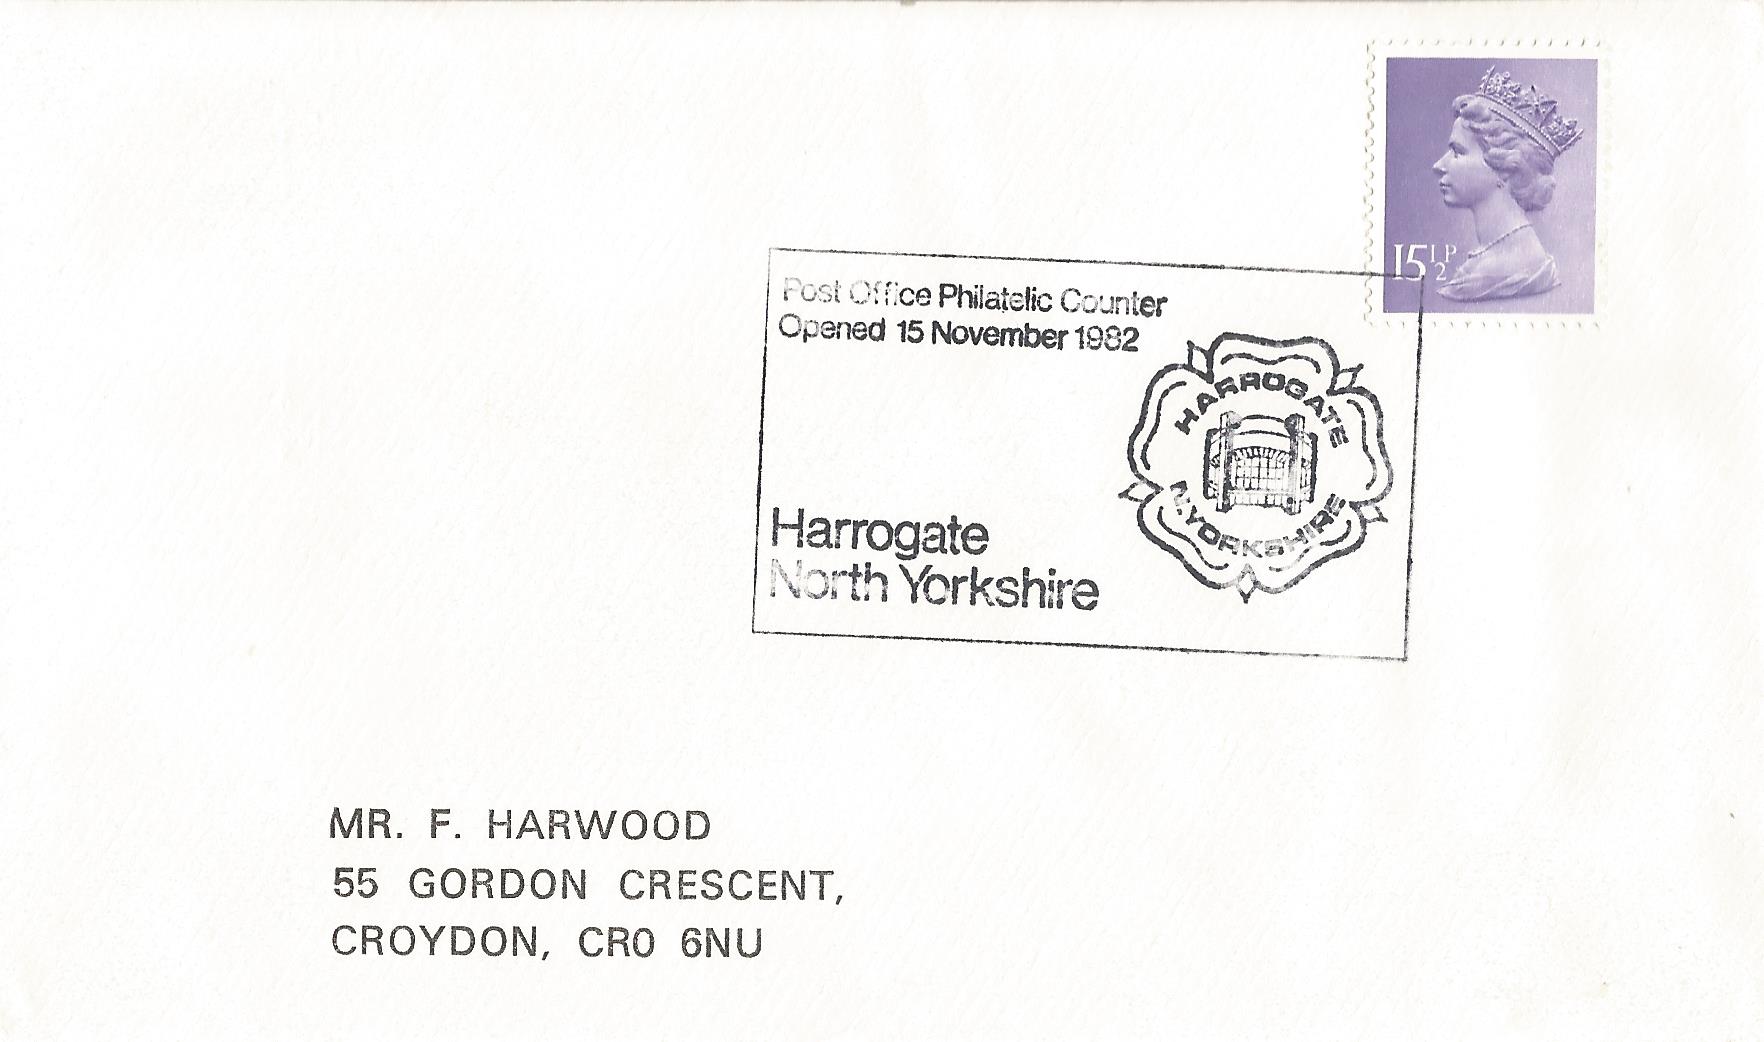 15½P
Post Office Philatelic Counter
Opened 15 November 1982
HARROGATE
N.YORKSHIRE
Harrogate
North Yorkshire
MR. F. HARWOOD
55 GORDON CRESCENT,
CROYDON, CR0 6NU